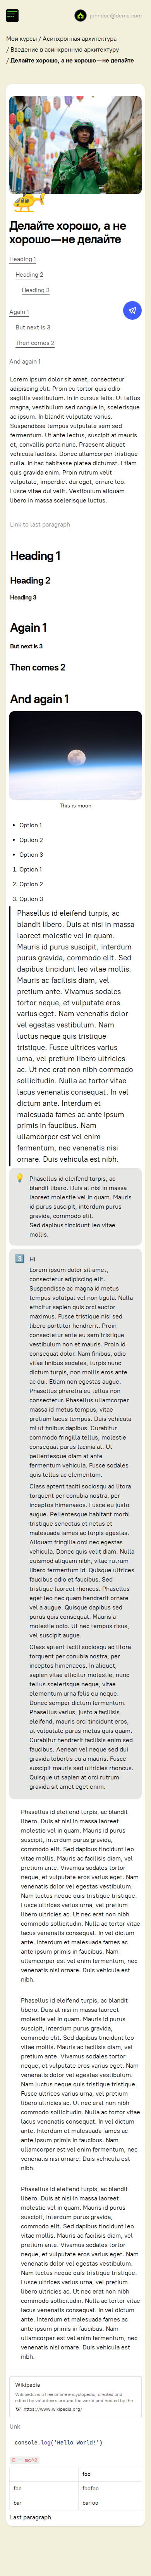 johndoe@demo.com
Мои курсы / Асинхронная архитектура
/ Введение в асинхронную архитектуру
/ Делайте хорошо, а не хорошо — не делайте
Делайте хорошо, а не
хорошо — не делайте
Heading 1
Heading 2
Heading 3
Again 1
But next is 3
Then comes 2
And again 1
Lorem ipsum dolor sit amet, consectetur
adipiscing elit. Proin eu tortor quis odio
sagittis vestibulum. In in cursus felis. Ut tellus
magna, vestibulum sed congue in, scelerisque
ac ipsum. In blandit vulputate varius.
Suspendisse tempus vulputate sem sed
fermentum. Ut ante lectus, suscipit at mauris
et, convallis porta nunc. Praesent aliquet
vehicula facilisis. Donec ullamcorper tristique
nulla. In hac habitasse platea dictumst. Etiam
quis gravida enim. Proin rutrum velit
vulputate, imperdiet dui eget, ornare leo.
Fusce vitae dui velit. Vestibulum aliquam
libero ac massa scelerisque luctus.
Link to last paragraph
Heading 1
Heading 2
Heading 3
Again 1
But next is 3
Then comes 2
And again 1
This is moon
• Option 1
• Option 2
• Option 3
1. Option 1
2. Option 2
3. Option 3
Phasellus id eleifend turpis, ac
blandit libero. Duis at nisi in massa
laoreet molestie vel in quam.
Mauris id purus suscipit, interdum
purus gravida, commodo elit. Sed
dapibus tincidunt leo vitae mollis.
Mauris ac facilisis diam, vel
pretium ante. Vivamus sodales
tortor neque, et vulputate eros
varius eget. Nam venenatis dolor
vel egestas vestibulum. Nam
luctus neque quis tristique
tristique. Fusce ultrices varius
urna, vel pretium libero ultricies
ac. Ut nec erat non nibh commodo
sollicitudin. Nulla ac tortor vitae
lacus venenatis consequat. In vel
dictum ante. Interdum et
malesuada fames ac ante ipsum
primis in faucibus. Nam
ullamcorper est vel enim
fermentum, nec venenatis nisi
ornare. Duis vehicula est nibh.
Phasellus id eleifend turpis, ac
blandit libero. Duis at nisi in massa
laoreet molestie vel in quam. Mauris
id purus suscipit, interdum purus
gravida, commodo elit.
Sed dapibus tincidunt leo vitae
mollis.
Hi
Lorem ipsum dolor sit amet,
consectetur adipiscing elit.
Suspendisse ac magna id metus
tempus volutpat vel non ligula. Nulla
efficitur sapien quis orci auctor
maximus. Fusce tristique nisi sed
libero porttitor hendrerit. Proin
consectetur ante eu sem tristique
vestibulum non et mauris. Proin id
consequat dolor. Nam finibus, odio
vitae finibus sodales, turpis nunc
dictum turpis, non mollis eros ante
ac dui. Etiam non egestas augue.
Phasellus pharetra eu tellus non
consectetur. Phasellus ullamcorper
massa id metus tempus, vitae
pretium lacus tempus. Duis vehicula
mi ut finibus dapibus. Curabitur
commodo fringilla tellus, molestie
consequat purus lacinia at. Ut
pellentesque diam at ante
fermentum vehicula. Fusce sodales
quis tellus ac elementum.
Class aptent taciti sociosqu ad litora
torquent per conubia nostra, per
inceptos himenaeos. Fusce eu justo
augue. Pellentesque habitant morbi
tristique senectus et netus et
malesuada fames ac turpis egestas.
Aliquam fringilla orci nec egestas
vehicula. Donec quis velit diam. Nulla
euismod aliquam nibh, vitae rutrum
libero fermentum id. Quisque ultrices
faucibus odio et faucibus. Sed
tristique laoreet rhoncus. Phasellus
eget leo nec quam hendrerit ornare
vel a augue. Quisque dapibus sed
purus quis consequat. Mauris a
molestie odio. Ut nec tempus risus,
vel suscipit augue.
Class aptent taciti sociosqu ad litora
torquent per conubia nostra, per
inceptos himenaeos. In aliquet,
sapien vitae efficitur molestie, nunc
tellus scelerisque neque, vitae
elementum urna felis eu neque.
Donec semper dictum fermentum.
Phasellus varius, justo a facilisis
eleifend, mauris orci tincidunt eros,
ut vulputate purus metus quis quam.
Curabitur hendrerit facilisis enim sed
faucibus. Aenean vel neque sed dui
gravida lobortis eu a mauris. Fusce
suscipit mauris sed ultricies rhoncus.
Quisque ut sapien at orci rutrum
gravida sit amet eget enim.
Phasellus id eleifend turpis, ac blandit
libero. Duis at nisi in massa laoreet
molestie vel in quam. Mauris id purus
suscipit, interdum purus gravida,
commodo elit. Sed dapibus tincidunt leo
vitae mollis. Mauris ac facilisis diam, vel
pretium ante. Vivamus sodales tortor
neque, et vulputate eros varius eget. Nam
venenatis dolor vel egestas vestibulum.
Nam luctus neque quis tristique tristique.
Fusce ultrices varius urna, vel pretium
libero ultricies ac. Ut nec erat non nibh
commodo sollicitudin. Nulla ac tortor vitae
lacus venenatis consequat. In vel dictum
ante. Interdum et malesuada fames ac
ante ipsum primis in faucibus. Nam
ullamcorper est vel enim fermentum, nec
venenatis nisi ornare. Duis vehicula est
nibh.
Phasellus id eleifend turpis, ac blandit
libero. Duis at nisi in massa laoreet
molestie vel in quam. Mauris id purus
suscipit, interdum purus gravida,
commodo elit. Sed dapibus tincidunt leo
vitae mollis. Mauris ac facilisis diam, vel
pretium ante. Vivamus sodales tortor
neque, et vulputate eros varius eget. Nam
venenatis dolor vel egestas vestibulum.
Nam luctus neque quis tristique tristique.
Fusce ultrices varius urna, vel pretium
libero ultricies ac. Ut nec erat non nibh
commodo sollicitudin. Nulla ac tortor vitae
lacus venenatis consequat. In vel dictum
ante. Interdum et malesuada fames ac
ante ipsum primis in faucibus. Nam
ullamcorper est vel enim fermentum, nec
venenatis nisi ornare. Duis vehicula est
nibh.
Phasellus id eleifend turpis, ac blandit
libero. Duis at nisi in massa laoreet
molestie vel in quam. Mauris id purus
suscipit, interdum purus gravida,
commodo elit. Sed dapibus tincidunt leo
vitae mollis. Mauris ac facilisis diam, vel
pretium ante. Vivamus sodales tortor
neque, et vulputate eros varius eget. Nam
venenatis dolor vel egestas vestibulum.
Nam luctus neque quis tristique tristique.
Fusce ultrices varius urna, vel pretium
libero ultricies ac. Ut nec erat non nibh
commodo sollicitudin. Nulla ac tortor vitae
lacus venenatis consequat. In vel dictum
ante. Interdum et malesuada fames ac
ante ipsum primis in faucibus. Nam
ullamcorper est vel enim fermentum, nec
venenatis nisi ornare. Duis vehicula est
nibh.
Wikipedia
Wikipedia is a free online encyclopedia, created and
edited by volunteers around the world and hosted by the
W https://www.wikipedia.org/
link
console.log('Hello World!')
E = mc^2
foo
foo foofoo
bar barfoo
Last paragraph